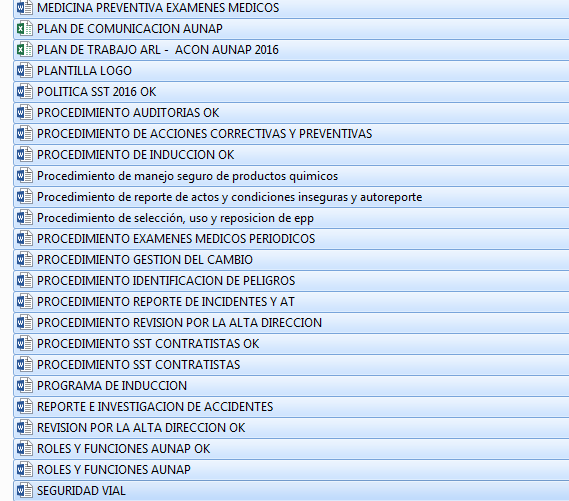 MEDICINA PREVENTIVA EXAMENES MEDICOS
PLAN DE COMUNICACION AUNAP
PLAN DE TRABAJO ARL - ACON AUNAP 2016
PLANTILLA LOGO
POLITICA SST 2016 OK
PROCEDIMIENTO AUDITORIAS OK
PROCEDIMIENTO DE ACCIONES CORRECTIVAS Y PREVENTIVAS
PROCEDIMIENTO DE INDUCCION OK
Procedimiento de manejo seguro de productos quimicos
Procedimiento de reporte de actos y condiciones inseguras y autoreporte
Procedimiento de selección, uso y reposicion de epp
PROCEDIMIENTO EXAMENES MEDICOS PERIODICOS
PROCEDIMIENTO GESTION DEL CAMBIO
PROCEDIMIENTO IDENTIFICACION DE PELIGROS
PROCEDIMIENTO REPORTE DE INCIDENTES Y AT
PROCEDIMIENTO REVISION POR LA ALTA DIRECCION
PROCEDIMIENTO SST CONTRATISTAS OK
PROCEDIMIENTO SST CONTRATISTAS
PROGRAMA DE INDUCCION
REPORTE E INVESTIGACION DE ACCIDENTES
REVISION POR LA ALTA DIRECCION OK
ROLES Y FUNCIONES AUNAP OK
ROLES Y FUNCIONES AUNAP
SEGURIDAD VIAL